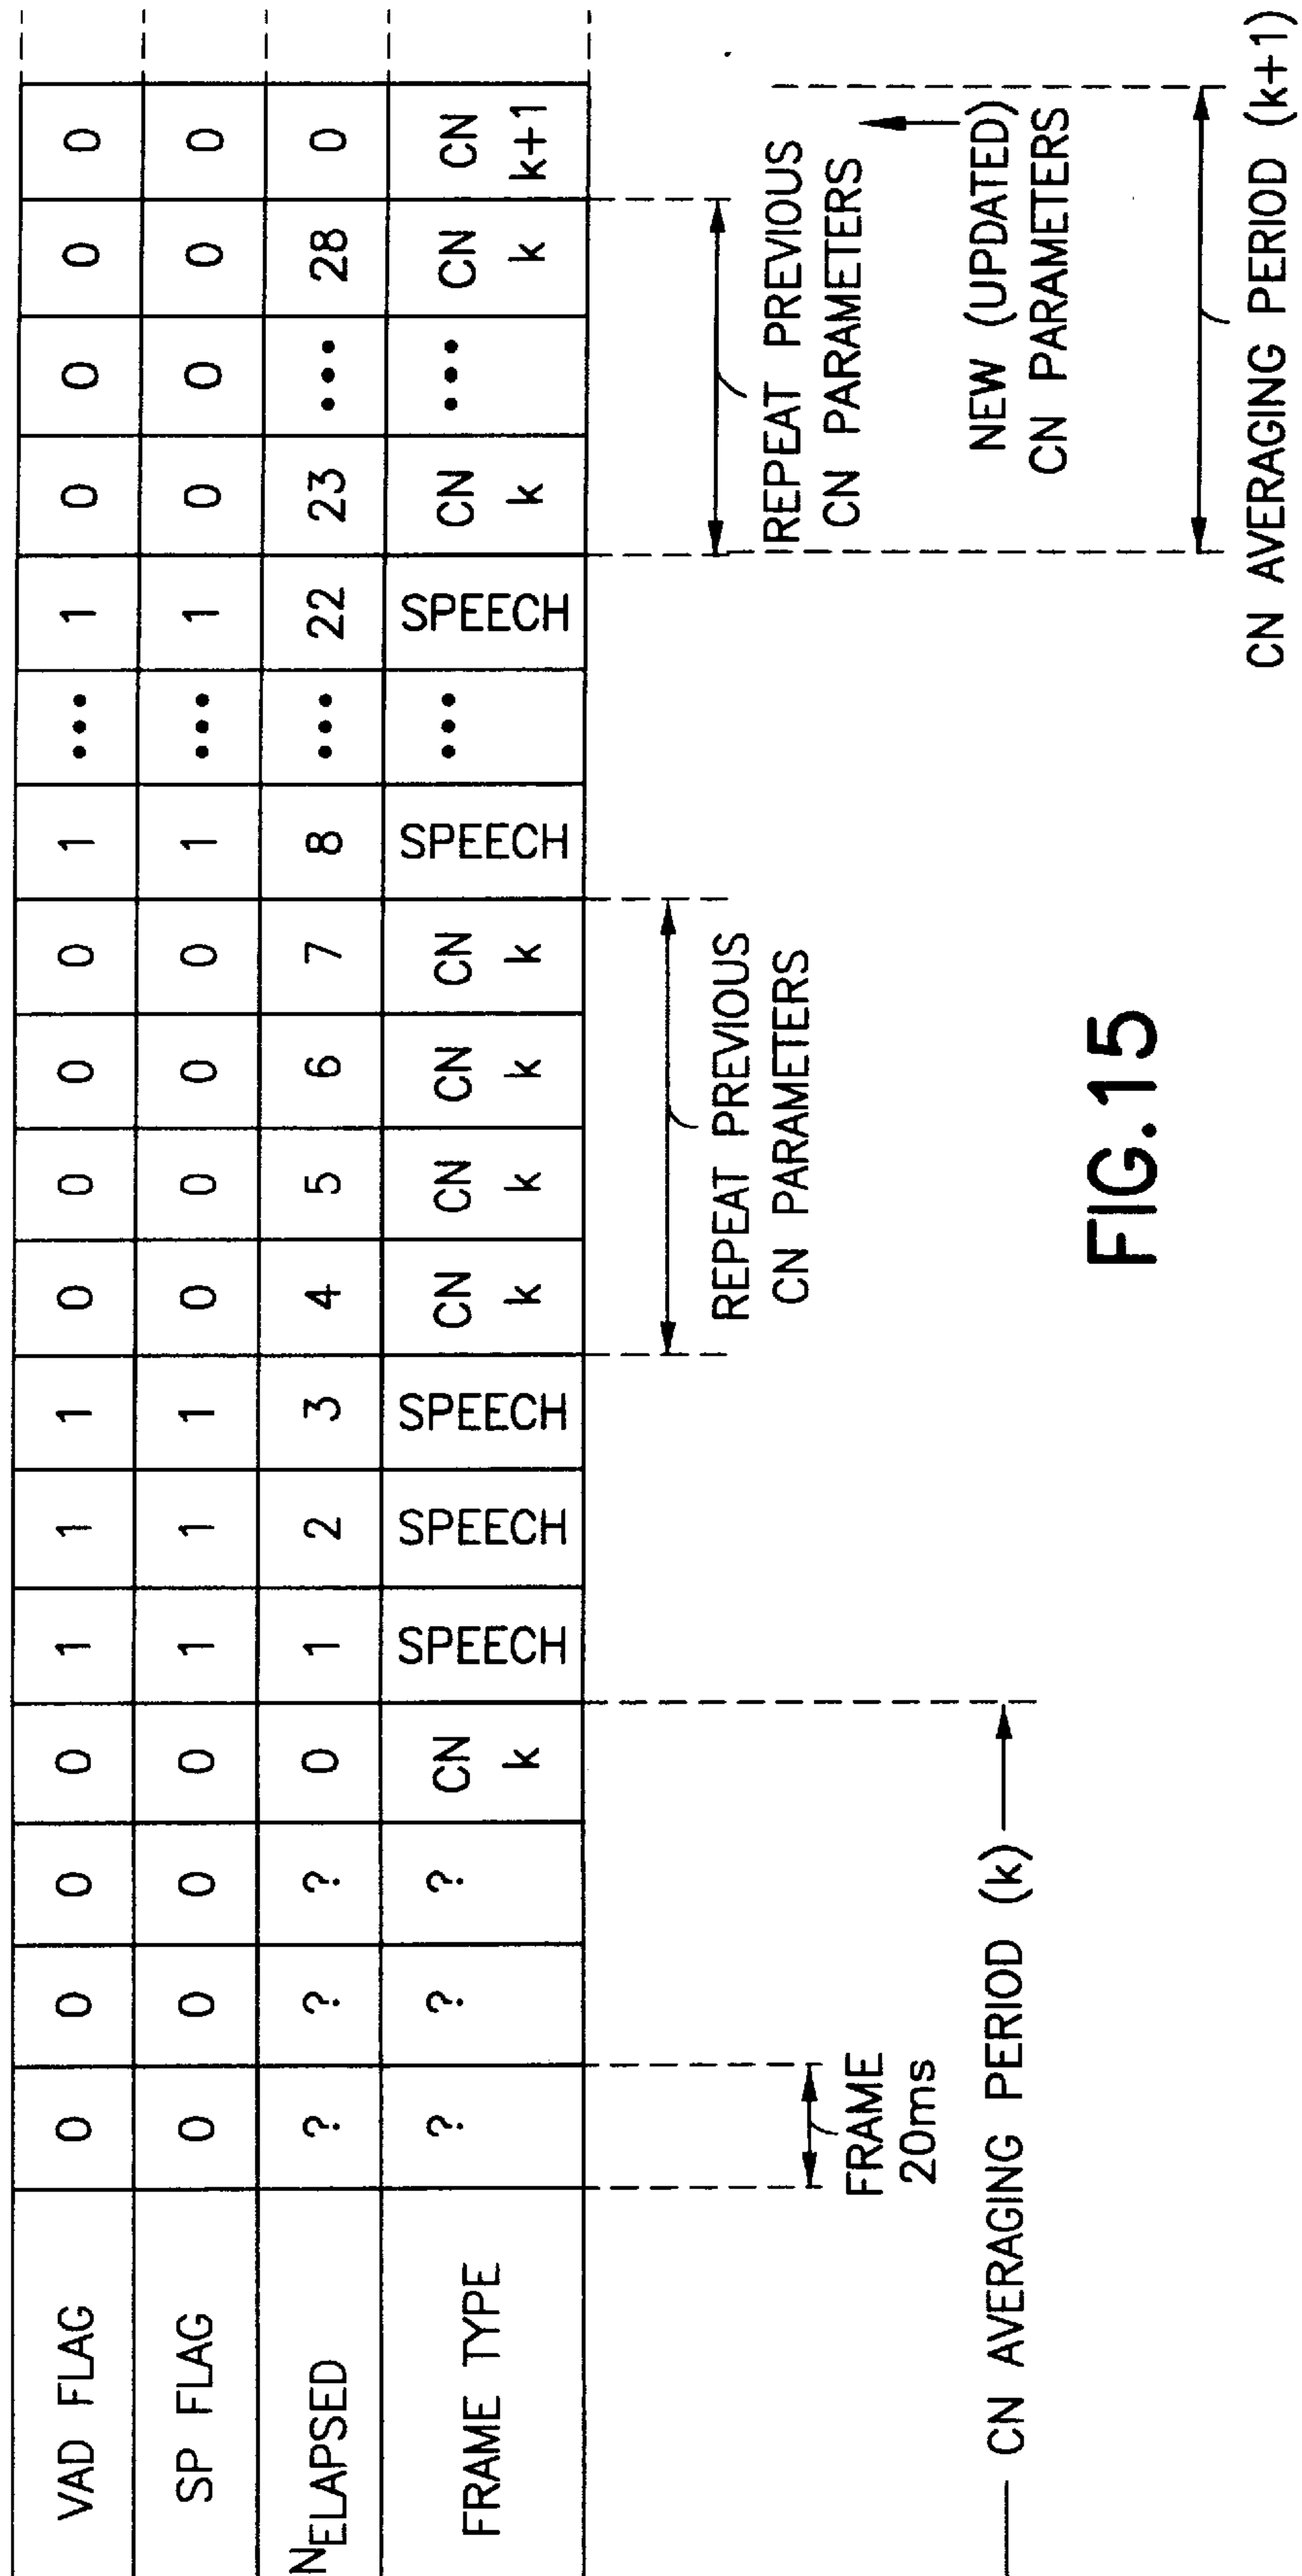 VAD FLAG 0 0 0 0 1 1 1 0 0 0 0 1 ••• 1 0 0 0 0
SP FLAG 0 0 0 0 1 1 1 0 0 0 0 1 ••• 1 0 0 0 0
NELAPSED ? ? ? 0 1 2 3 4 5 6 7 8 ••• 22 23 ••• 28 0
FRAME TYPE ? ? ? CN k SPEECH SPEECH SPEECH CN k CN k CN k CN k SPEECH ••• SPEECH CN k ••• CN k CN k+1
FRAME
20ms
CN AVERAGING PERIOD (k)
REPEAT PREVIOUS
CN PARAMETERS
REPEAT PREVIOUS
CN PARAMETERS
NEW (UPDATED)
CN PARAMETERS
CN AVERAGING PERIOD (k+1)
FIG.15